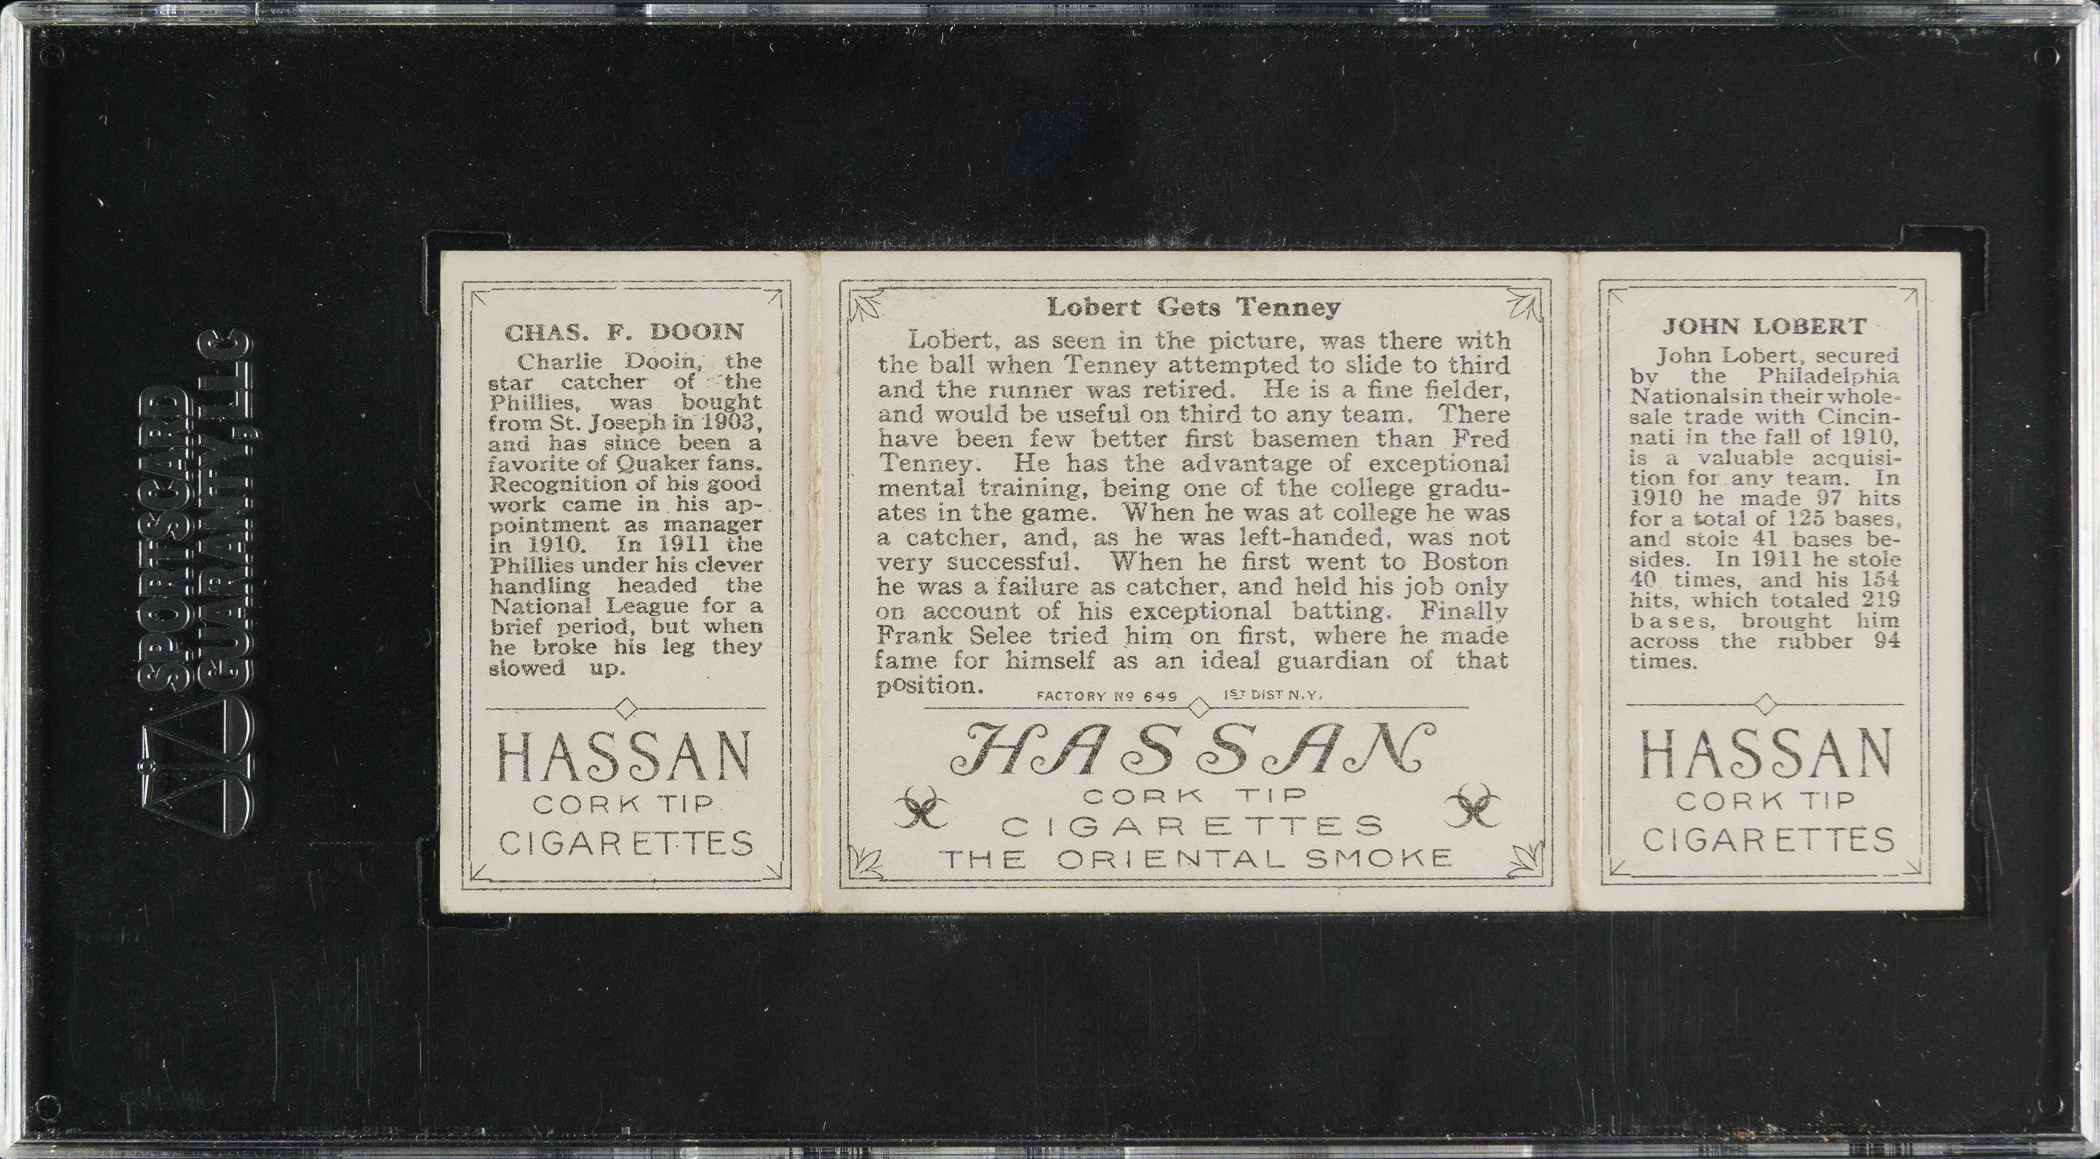 SPORTSCARD
GUARANTY, LLC
CHAS. F. DOOIN
Charlie Dooin, the
star catcher of the
Phillies, was bought
from St. Joseph in 1903,
and has since been a
favorite of Quaker fans.
Recognition of his good
work came in his ap-
pointment as manager
in 1910. In 1911 the
Phillies under his clever
handling headed the
National League for a
brief period, but when
he broke his leg they
slowed up.
HASSAN
CORK TIP
CIGARETTES
Lobert Gets Tenney
Lobert, as seen in the picture, was there with
the ball when Tenney attempted to slide to third
and the runner was retired. He is a fine fielder,
and would be useful on third to any team. There
have been few better first basemen than Fred
Tenney. He has the advantage of exceptional
mental training, being one of the college gradu-
ates in the game. When he was at college he was
a catcher, and, as he was left-handed, was not
very successful. When he first went to Boston
he was a failure as catcher, and held his job only
on account of his exceptional batting. Finally
Frank Selee tried him on first, where he made
fame for himself as an ideal guardian of that
position.
FACTORY Nº 649 1ST DIST N.Y.
HASSAN
CORK TIP
CIGARETTES
THE ORIENTAL SMOKE
JOHN LOBERT
John Lobert, secured
by the Philadelphia
Nationals in their whole-
sale trade with Cincin-
nati in the fall of 1910,
is a valuable acquisi-
tion for any team. In
1910 he made 97 hits
for a total of 125 bases,
and stole 41 bases be-
sides. In 1911 he stole
40 times, and his 154
hits, which totaled 219
bases, brought him
across the rubber 94
times.
HASSAN
CORK TIP
CIGARETTES